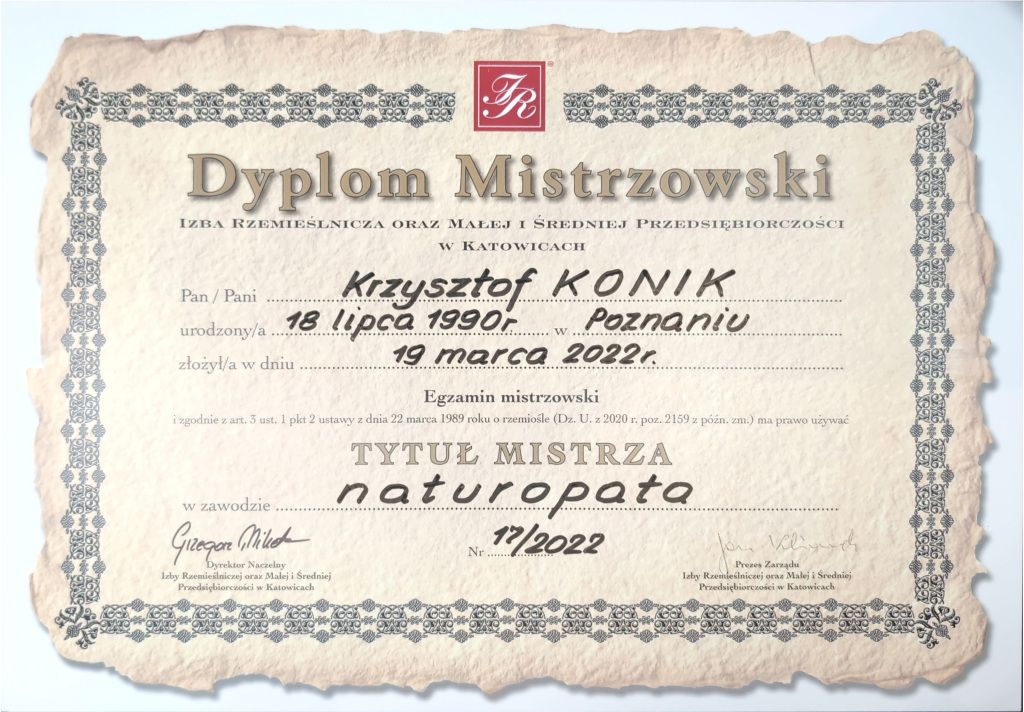 JR ®
Dyplom Mistrzowski
Izba Rzemieślnicza oraz Małej i Średniej Przedsiębiorczości
w Katowicach
Pan / Pani Krzysztof KONIK
urodzony/a 18 lipca 1990r. w Poznaniu
złożył/a w dniu 19 marca 2022r.
Egzamin mistrzowski
i zgodnie z art. 3 ust. 1 pkt 2 ustawy z dnia 22 marca 1989 roku o rzemiośle (Dz. U. z 2020 r. poz. 2159 z późn. zm.) ma prawo używać
TYTUŁ MISTRZA
w zawodzie naturopata
Nr 17/2022
Grzegorz
Dyrektor Naczelny
Izby Rzemieślniczej oraz Małej i Średniej
Przedsiębiorczości w Katowicach
Jan
Prezes Zarządu
Izby Rzemieślniczej oraz Małej i Średniej
Przedsiębiorczości w Katowicach